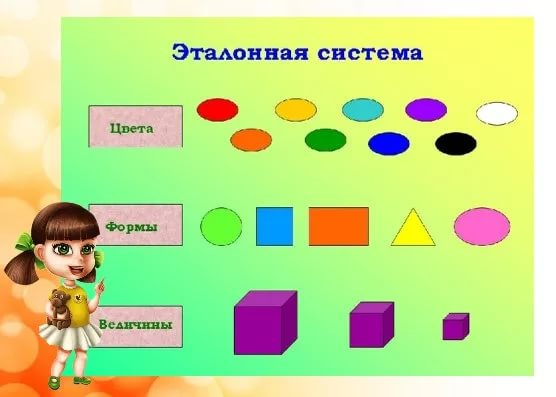 Эталонная система
Цвета
Формы
Величины